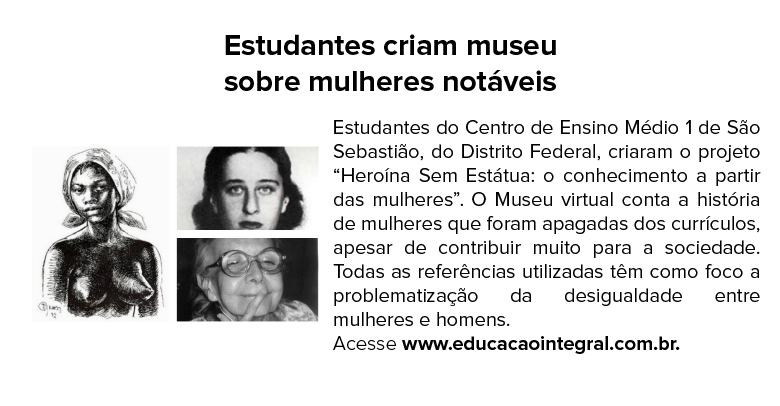 Estudantes criam museu
sobre mulheres notáveis
Estudantes do Centro de Ensino Médio 1 de São
Sebastião, do Distrito Federal, criaram o projeto
“Heroína Sem Estátua: o conhecimento a partir
das mulheres”. O Museu virtual conta a história
de mulheres que foram apagadas dos currículos,
apesar de contribuir muito para a sociedade.
Todas as referências utilizadas têm como foco a
problematização da desigualdade entre
mulheres e homens.
Acesse www.educacaointegral.com.br.